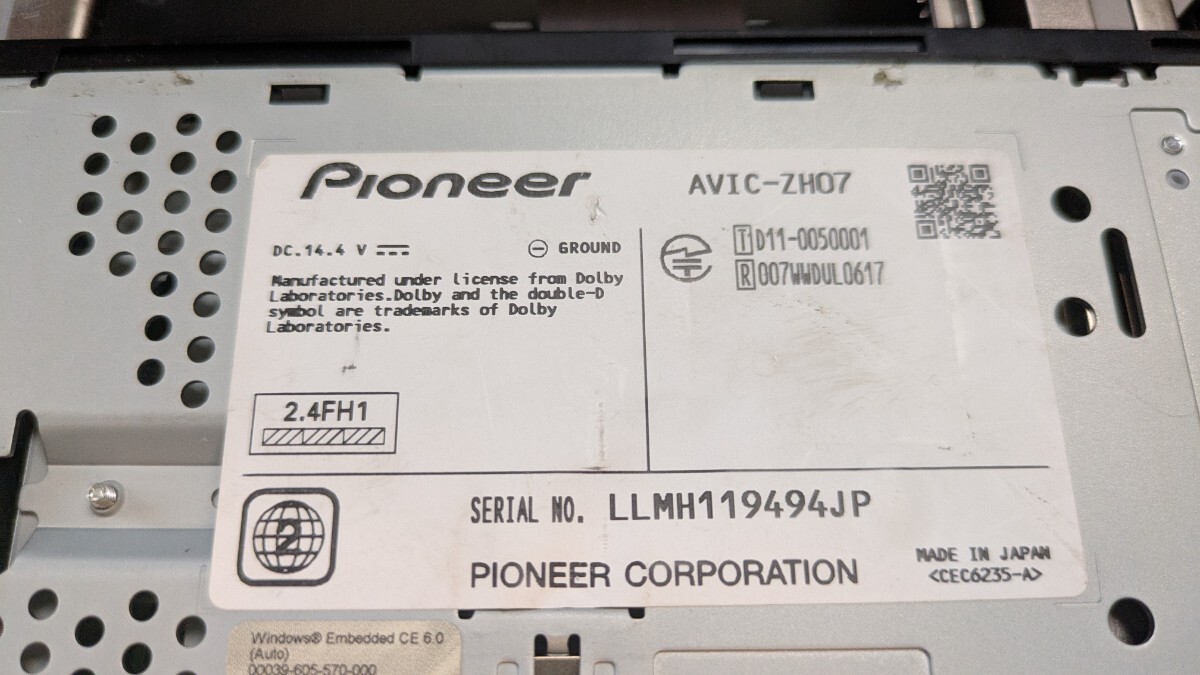 Pioneer
AVIC-ZH07
DC.14.4 V
GROUND
Manufactured under license from Dolby
Laboratories.Dolby and the double-D
symbol are trademarks of Dolby
Laboratories.
T D11-0050001
R 007WWDUL0617
2.4FH1
2
SERIAL NO. LLMH119494JP
PIONEER CORPORATION
MADE IN JAPAN
<CEC6235-A>
Windows® Embedded CE 6.0
(Auto)
00039-605-570-000